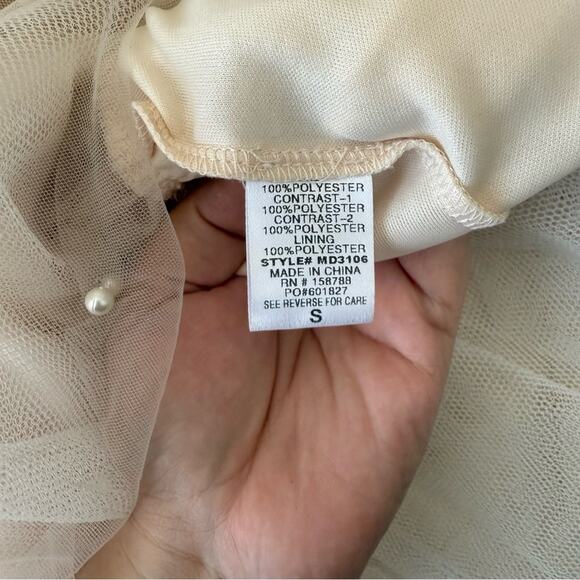 100%POLYESTER
CONTRAST-1
100%POLYESTER
CONTRAST-2
100%POLYESTER
LINING
100%POLYESTER
STYLE# MD3106
MADE IN CHINA
RN # 158788
PO#601827
SEE REVERSE FOR CARE
S